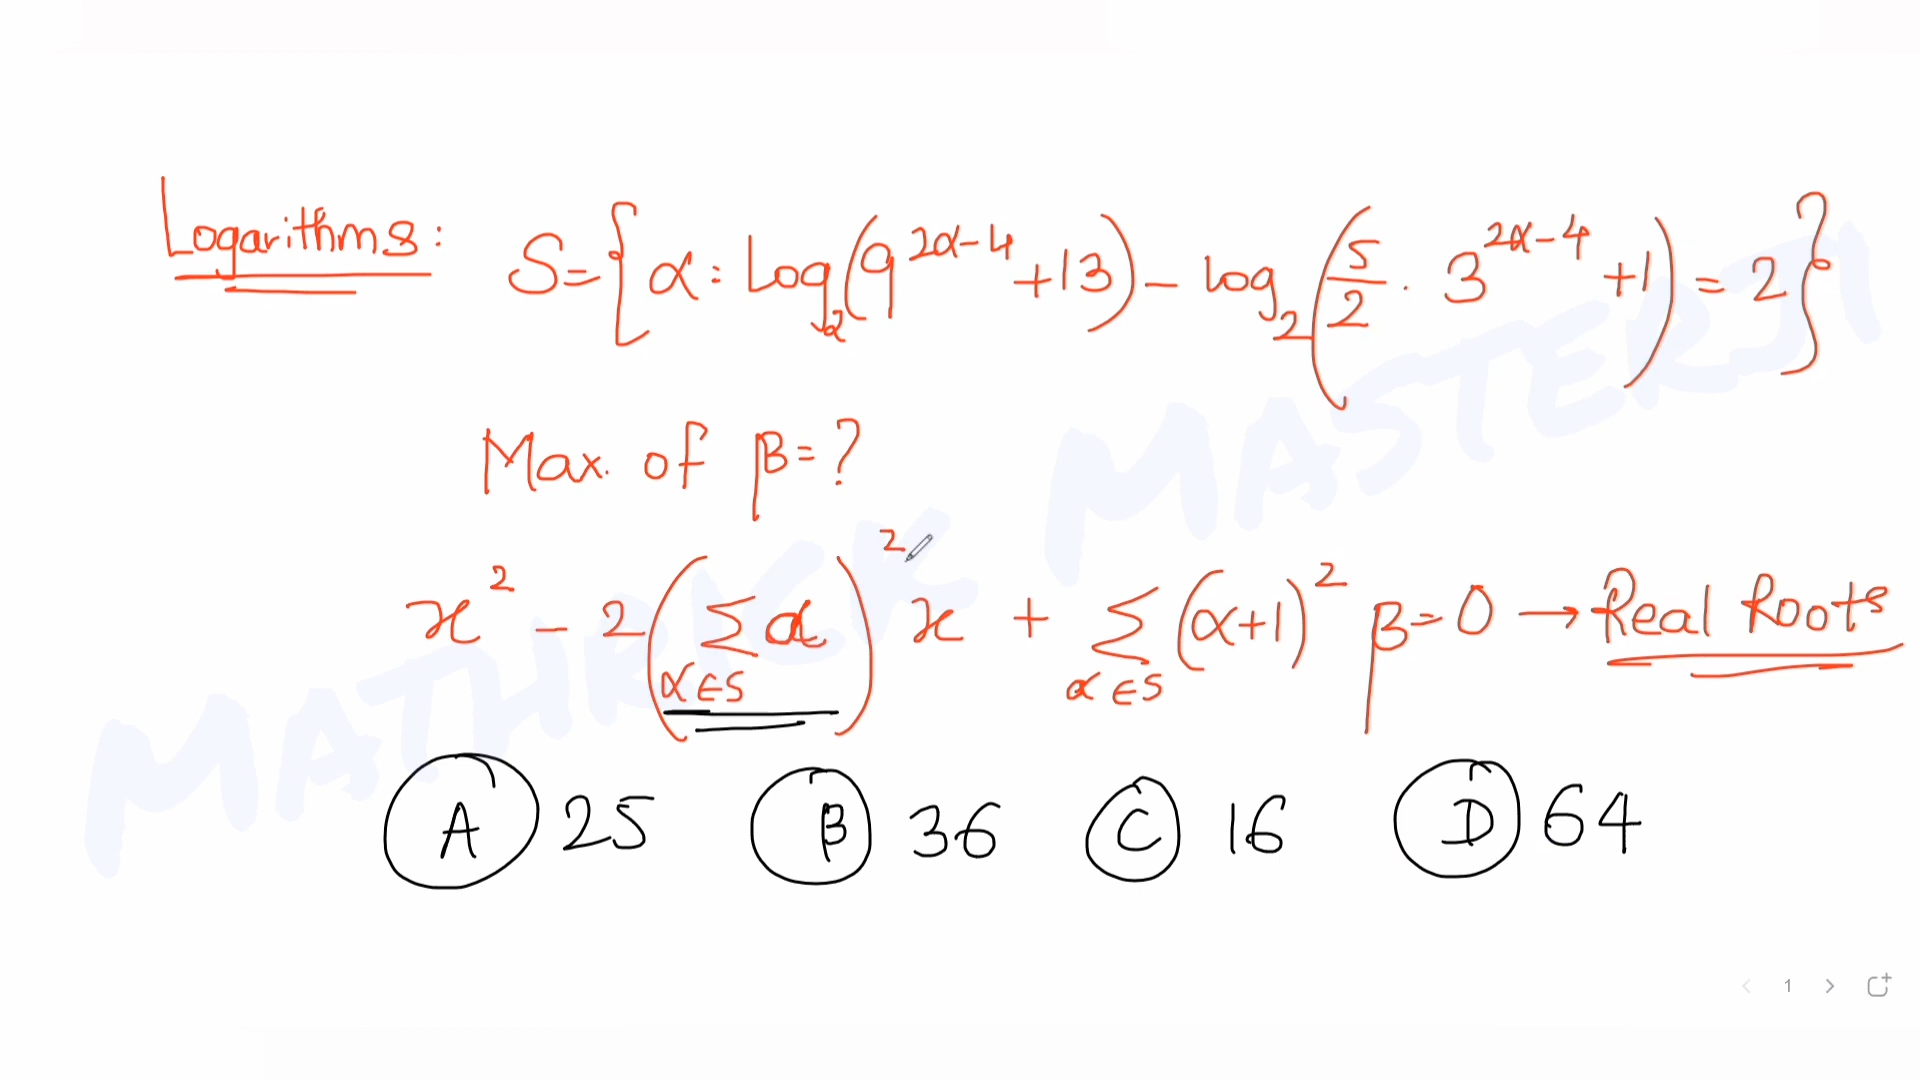 Logarithms: S={α: Log₂(9^{2α-4}+13) - log₂(5/2 · 3^{2α-4}+1) = 2}
Max. of β=?
x² - 2(∑_{α∈S} α)² x + ∑_{α∈S} (α+1)² β=0 → Real Roots
A 25 B 36 C 16 D 64
MATHRICK MASTERJI
1